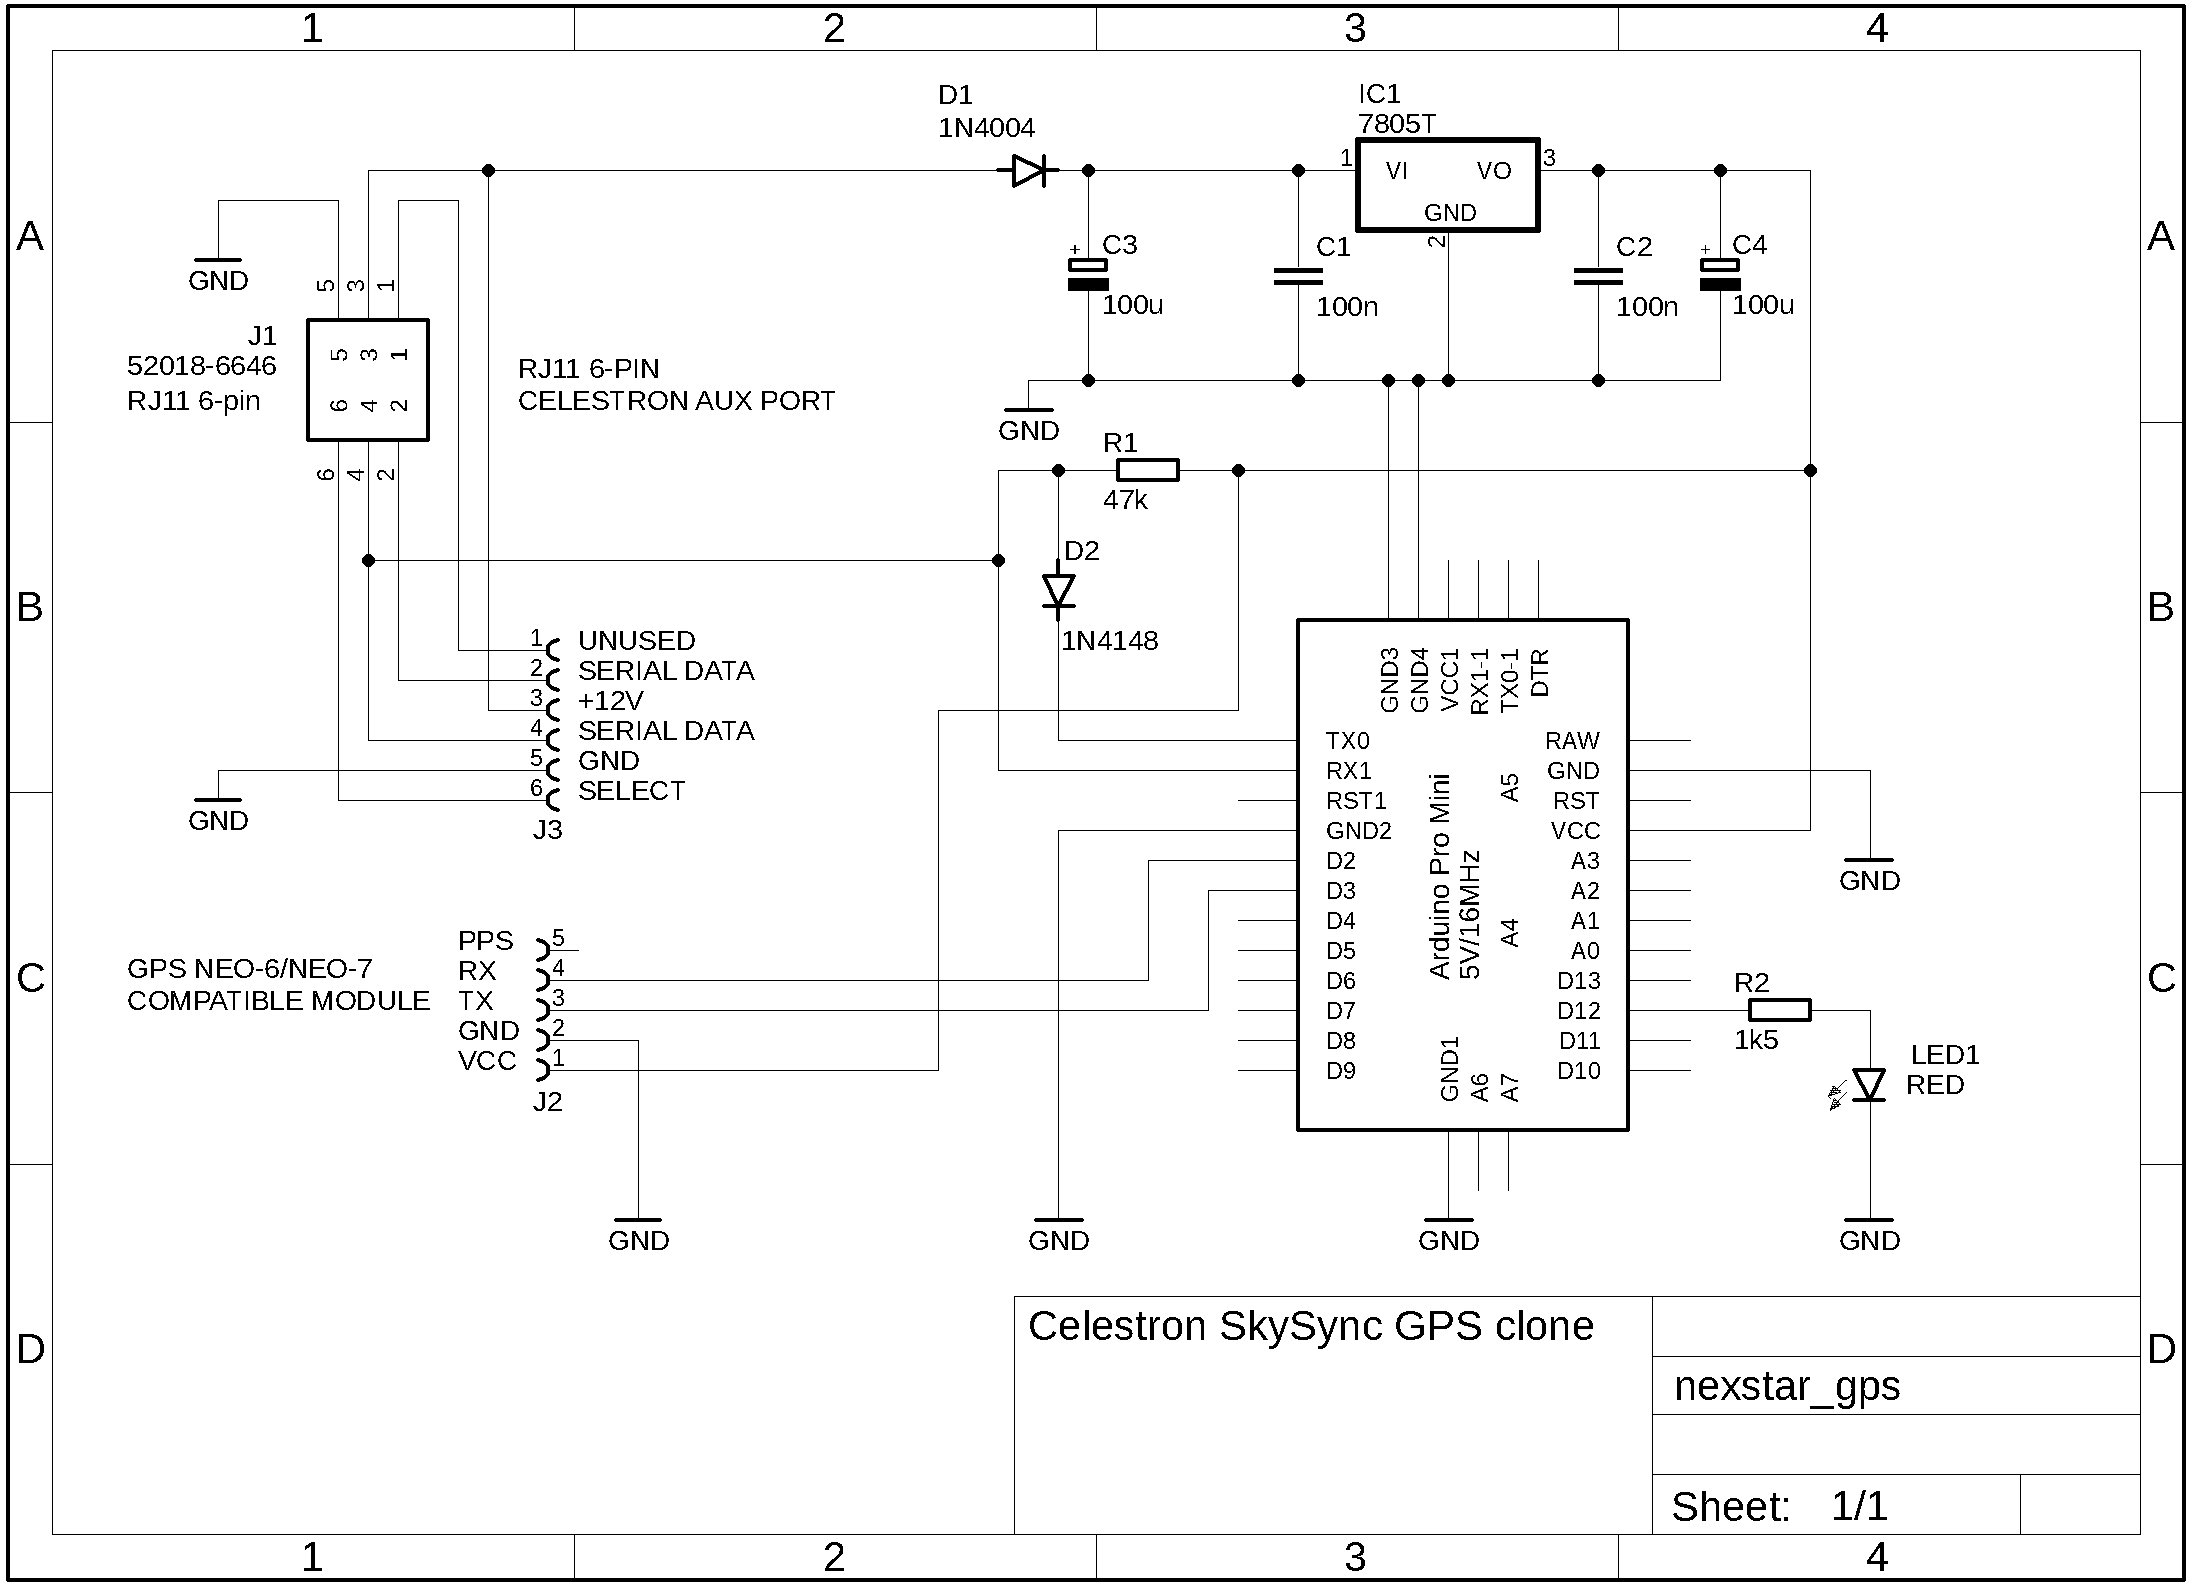 1 2 3 4
A A
B B
C C
D D
D1
1N4004
IC1
7805T
1 VI VO 3
GND
2
+ C3
100u
C1
100n
C2
100n
+ C4
100u
GND
GND
5 3 1
J1
52018-6646
RJ11 6-pin
5 3 1
6 4 2
6 4 2
RJ11 6-PIN
CELESTRON AUX PORT
R1
47k
D2
1N4148
1 UNUSED
2 SERIAL DATA
3 +12V
4 SERIAL DATA
5 GND
6 SELECT
J3
GND
GPS NEO-6/NEO-7
COMPATIBLE MODULE
PPS 5
RX 4
TX 3
GND 2
VCC 1
J2
GND3
GND4
VCC1
RX1-1
TX0-1
DTR
TX0
RX1
RST1
GND2
D2
D3
D4
D5
D6
D7
D8
D9
Arduino Pro Mini
5V/16MHz
A5
A4
RAW
GND
RST
VCC
A3
A2
A1
A0
D13
D12
D11
D10
GND1
A6
A7
GND
R2
1k5
LED1
RED
GND
GND
GND
GND
Celestron SkySync GPS clone
nexstar_gps
Sheet: 1/1
1 2 3 4